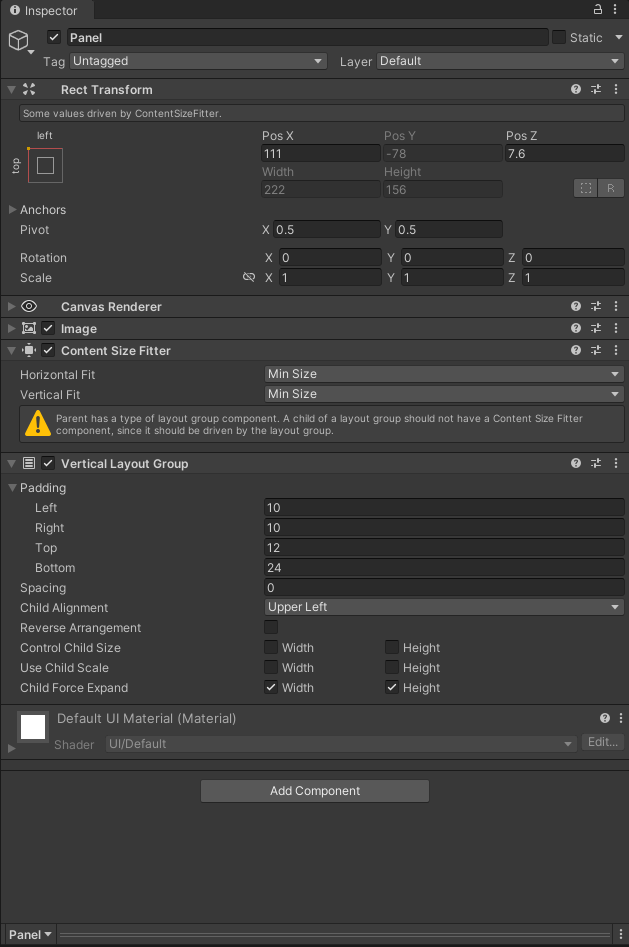 Inspector
Panel
Static
Tag Untagged Layer Default
Rect Transform
Some values driven by ContentSizeFitter.
left
top
Pos X Pos Y Pos Z
111 -78 7.6
Width Height
222 156 R
Anchors
Pivot X 0.5 Y 0.5
Rotation X 0 Y 0 Z 0
Scale X 1 Y 1 Z 1
Canvas Renderer
Image
Content Size Fitter
Horizontal Fit Min Size
Vertical Fit Min Size
Parent has a type of layout group component. A child of a layout group should not have a Content Size Fitter
component, since it should be driven by the layout group.
Vertical Layout Group
Padding
Left 10
Right 10
Top 12
Bottom 24
Spacing 0
Child Alignment Upper Left
Reverse Arrangement
Control Child Size Width Height
Use Child Scale Width Height
Child Force Expand Width Height
Default UI Material (Material)
Shader UI/Default Edit...
Add Component
Panel